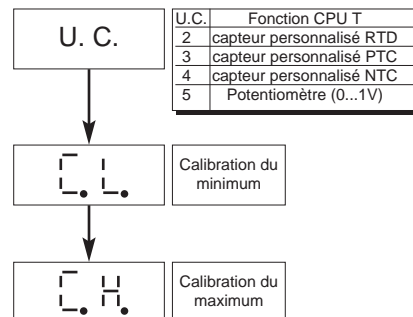 U. C.
U.C. Fonction CPU T
2 capteur personnalisé RTD
3 capteur personnalisé PTC
4 capteur personnalisé NTC
5 Potentiomètre (0...1V)
C. L.
Calibration du
minimum
C. H.
Calibration du
maximum